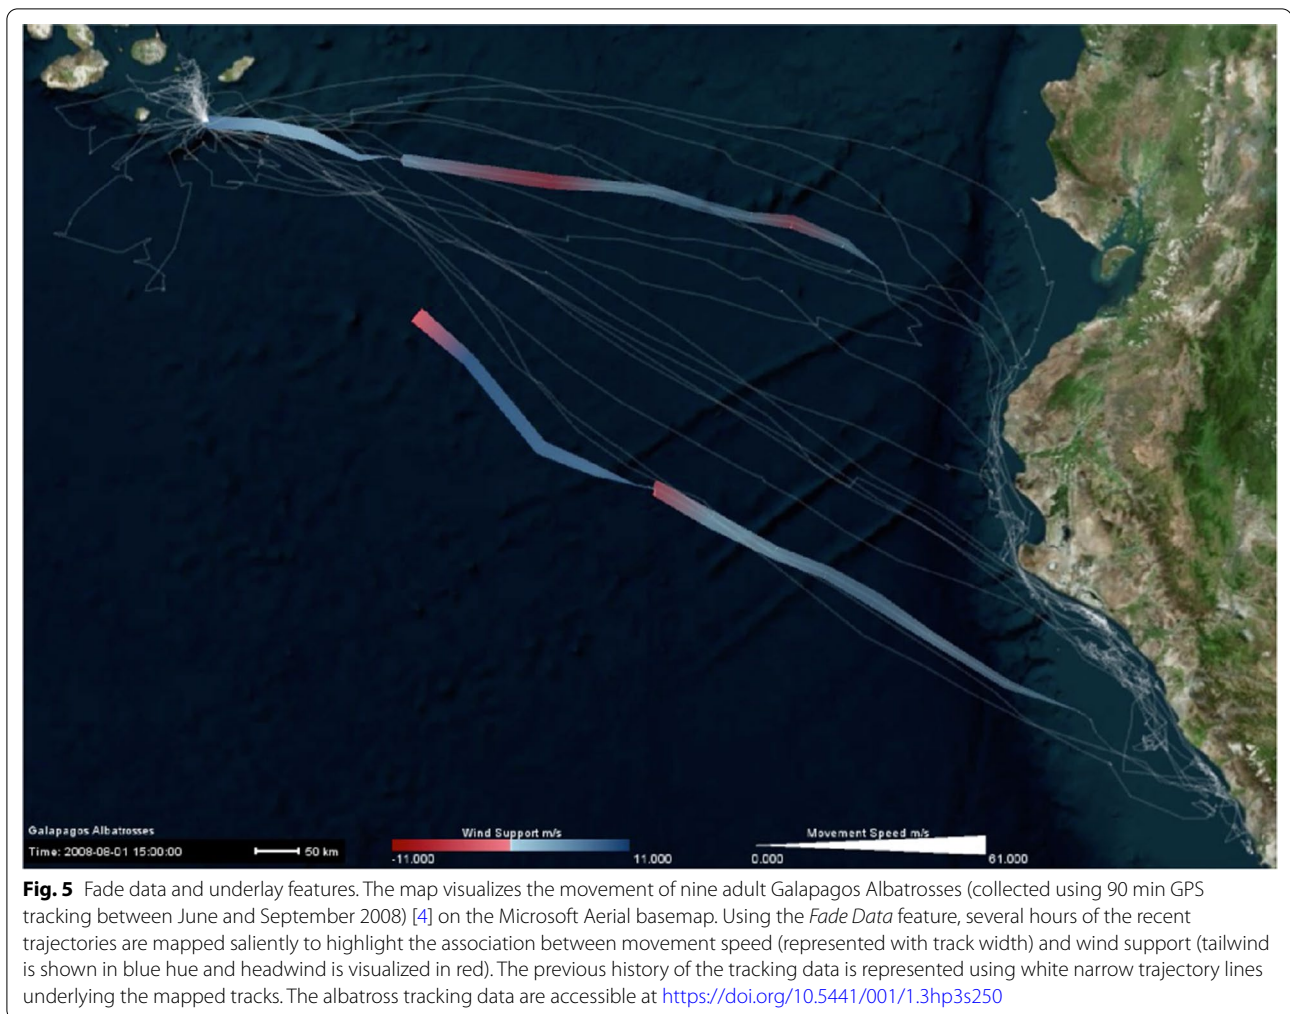 Galapagos Albatrosses
Time: 2008-08-01 15:00:00
50 km
Wind Support m/s
-11.000
11.000
Movement Speed m/s
0.000
61.000
Fig. 5 Fade data and underlay features. The map visualizes the movement of nine adult Galapagos Albatrosses (collected using 90 min GPS
tracking between June and September 2008) [4] on the Microsoft Aerial basemap. Using the Fade Data feature, several hours of the recent
trajectories are mapped saliently to highlight the association between movement speed (represented with track width) and wind support (tailwind
is shown in blue hue and headwind is visualized in red). The previous history of the tracking data is represented using white narrow trajectory lines
underlying the mapped tracks. The albatross tracking data are accessible at https://doi.org/10.5441/001/1.3hp3s250